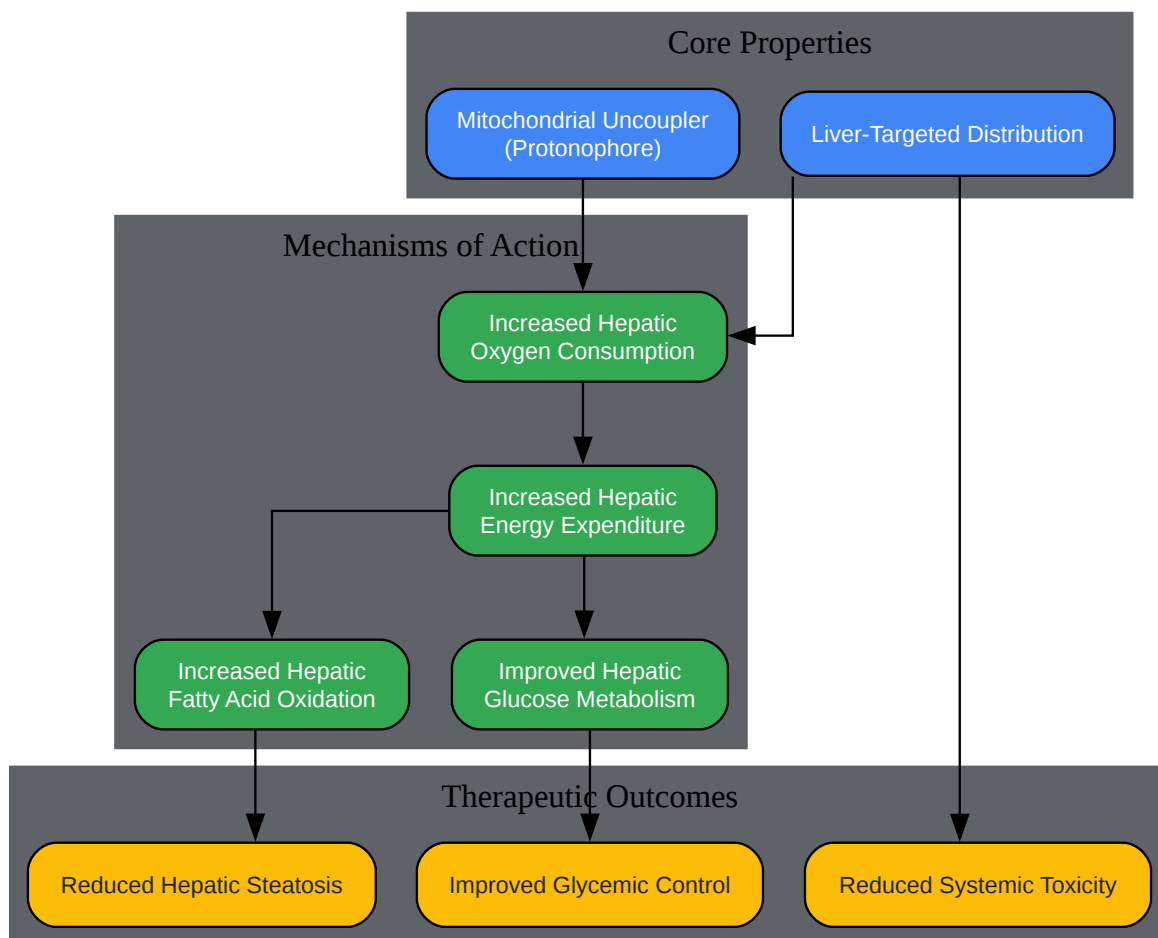 Core Properties
Mitochondrial Uncoupler
(Protonophore)
Liver-Targeted Distribution
Mechanisms of Action
Increased Hepatic
Oxygen Consumption
Increased Hepatic
Energy Expenditure
Increased Hepatic
Fatty Acid Oxidation
Improved Hepatic
Glucose Metabolism
Therapeutic Outcomes
Reduced Hepatic Steatosis
Improved Glycemic Control
Reduced Systemic Toxicity